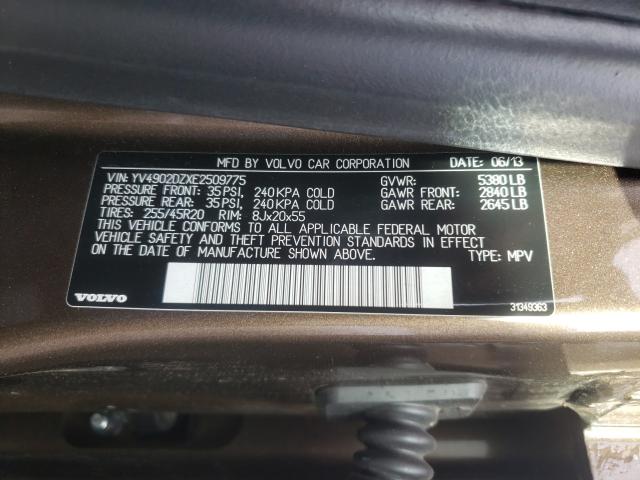 MFD BY VOLVO CAR CORPORATION DATE: 06/13
VIN: YV4902DZXE2509775 GVWR: 5380 LB
PRESSURE FRONT: 35 PSI, 240 KPA COLD GAWR FRONT: 2840 LB
PRESSURE REAR: 35 PSI, 240 KPA COLD GAWR REAR: 2645 LB
TIRES: 255/45R20 RIM: 8Jx20x55
THIS VEHICLE CONFORMS TO ALL APPLICABLE FEDERAL MOTOR
VEHICLE SAFETY AND THEFT PREVENTION STANDARDS IN EFFECT
ON THE DATE OF MANUFACTURE SHOWN ABOVE. TYPE: MPV
VOLVO 31349363